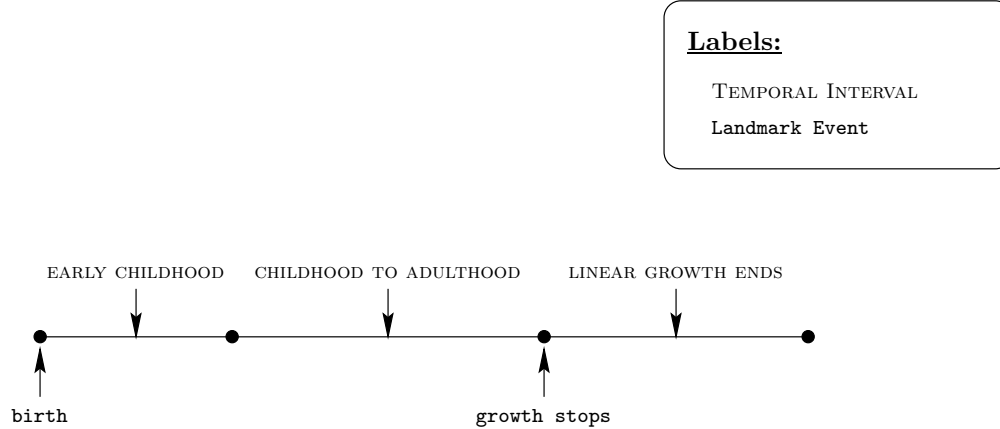 Labels:
Temporal Interval
Landmark Event
early childhood childhood to adulthood linear growth ends
birth growth stops